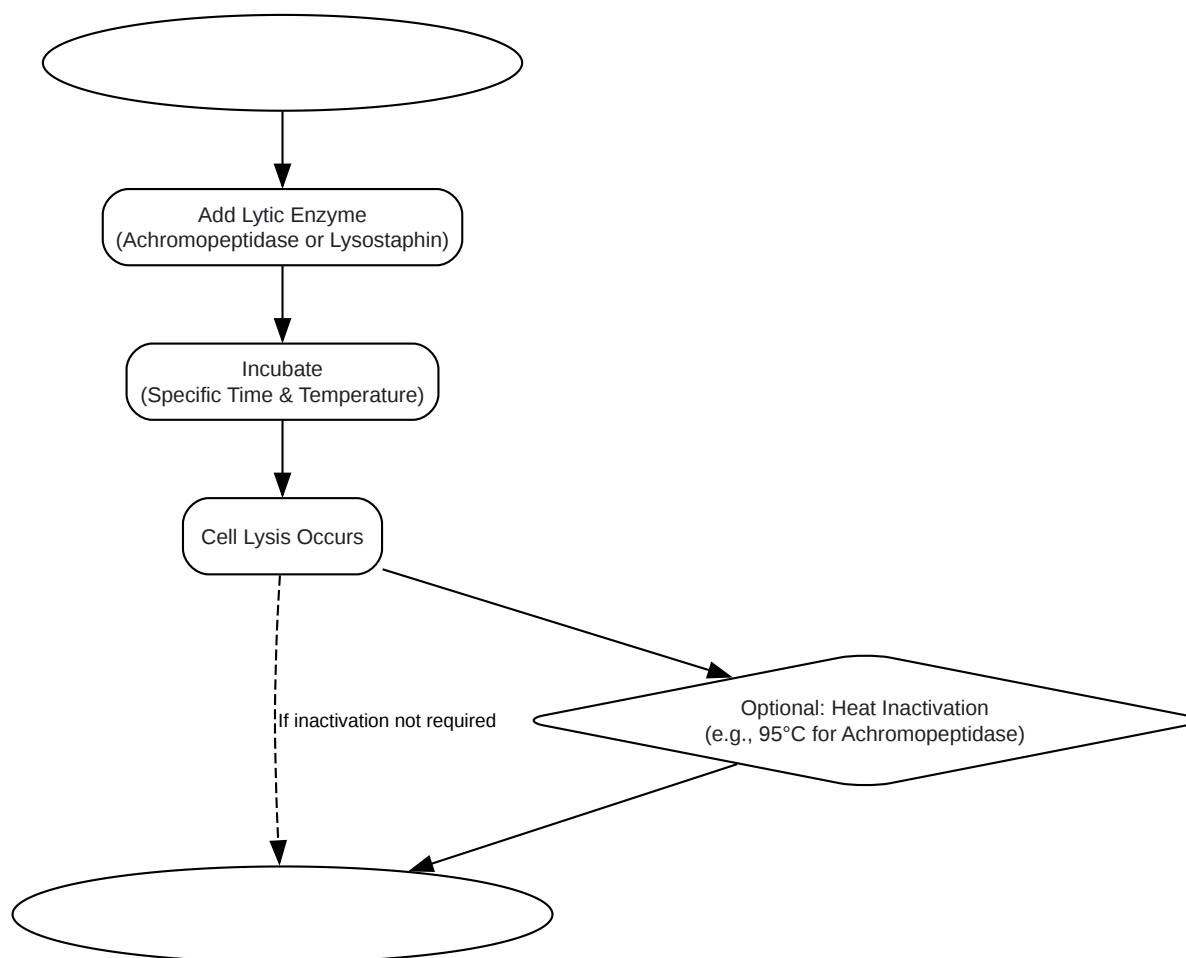 Add Lytic Enzyme
(Achromopeptidase or Lysostaphin)
Incubate
(Specific Time & Temperature)
Cell Lysis Occurs
If inactivation not required
Optional: Heat Inactivation
(e.g., 95°C for Achromopeptidase)